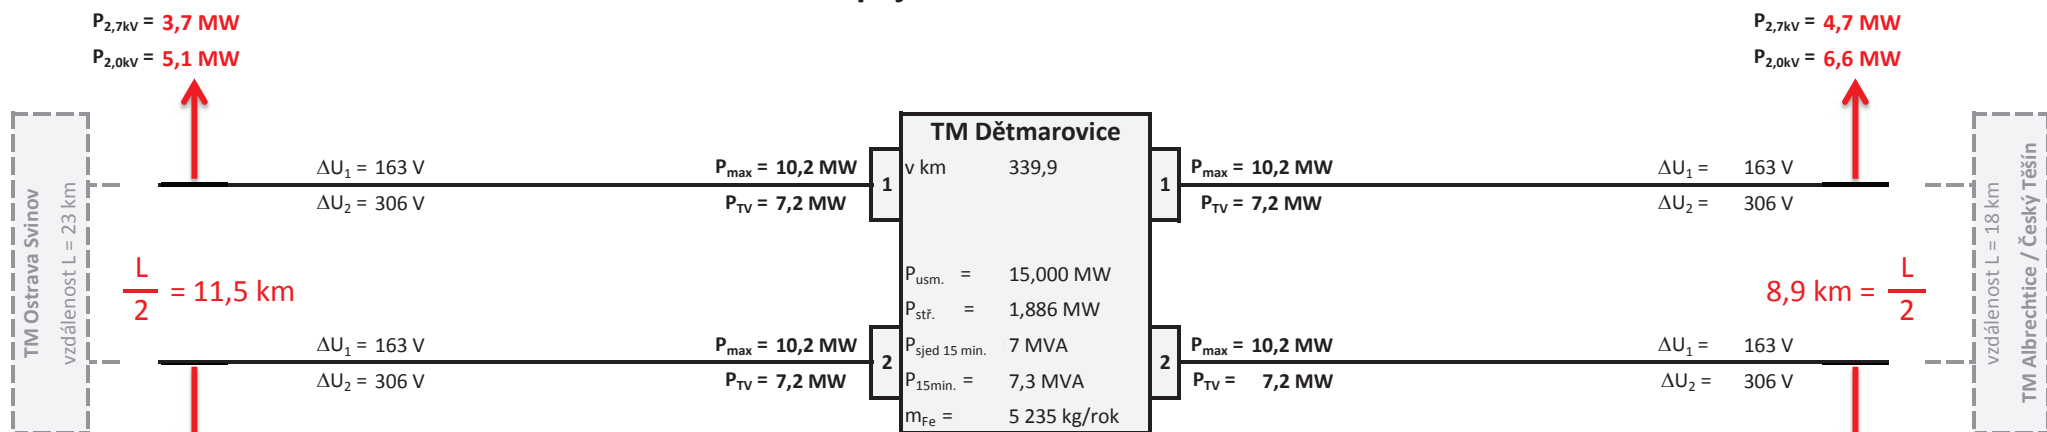 P2,7kV = 3,7 MW
P2,0kV = 5,1 MW
P2,7kV = 4,7 MW
P2,0kV = 6,6 MW
TM Ostrava Svinov
vzdálenost L = 23 km
ΔU1 = 163 V
ΔU2 = 306 V
Pmax = 10,2 MW
PTV = 7,2 MW
1
L
2
= 11,5 km
ΔU1 = 163 V
ΔU2 = 306 V
Pmax = 10,2 MW
PTV = 7,2 MW
2
TM Dětmarovice
v km 339,9
Pusm. = 15,000 MW
Pstř. = 1,886 MW
Psjed 15 min. 7 MVA
P15min. = 7,3 MVA
mFe = 5 235 kg/rok
1
Pmax = 10,2 MW
PTV = 7,2 MW
ΔU1 = 163 V
ΔU2 = 306 V
8,9 km =
L
2
2
Pmax = 10,2 MW
PTV = 7,2 MW
ΔU1 = 163 V
ΔU2 = 306 V
vzdálenost L = 18 km
TM Albrechtice / Český Těšín